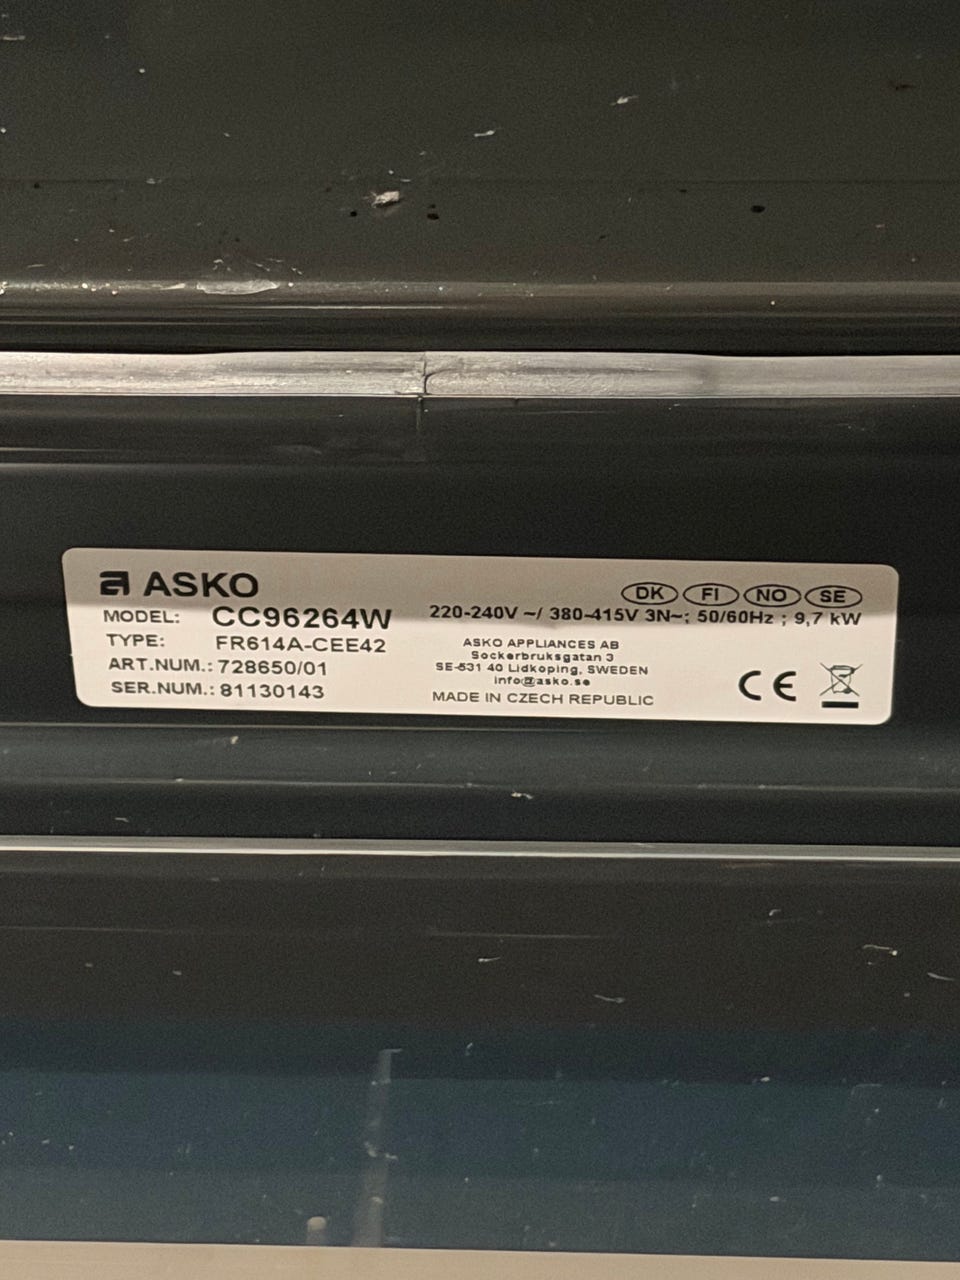 ASKO
DK FI NO SE
MODEL: CC96264W
220-240V ~/ 380-415V 3N~; 50/60Hz ; 9,7 kW
TYPE: FR614A-CEE42
ART.NUM.: 728650/01
SER.NUM.: 81130143
ASKO APPLIANCES AB
Sockerbruksgatan 3
SE-531 40 Lidkoping, SWEDEN
info@asko.se
MADE IN CZECH REPUBLIC
CE